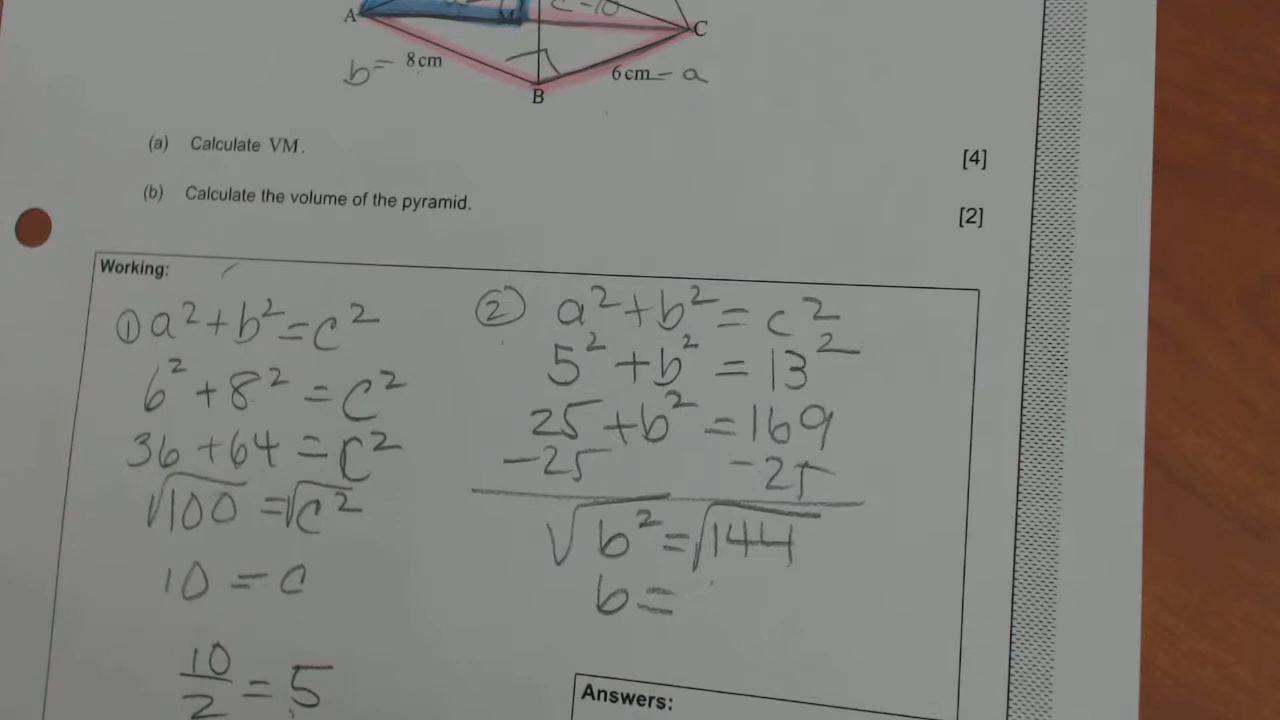 A
M
c = 10
C
b = 8cm
6cm – a
B
(a) Calculate VM.
[4]
(b) Calculate the volume of the pyramid.
[2]
Working:
① a² + b² = c²
6² + 8² = c²
36 + 64 = c²
√100 = √c²
10 = c
10/2 = 5
② a² + b² = c²
5² + b² = 13²
25 + b² = 169
-25 -25
√b² = √144
b =
Answers: